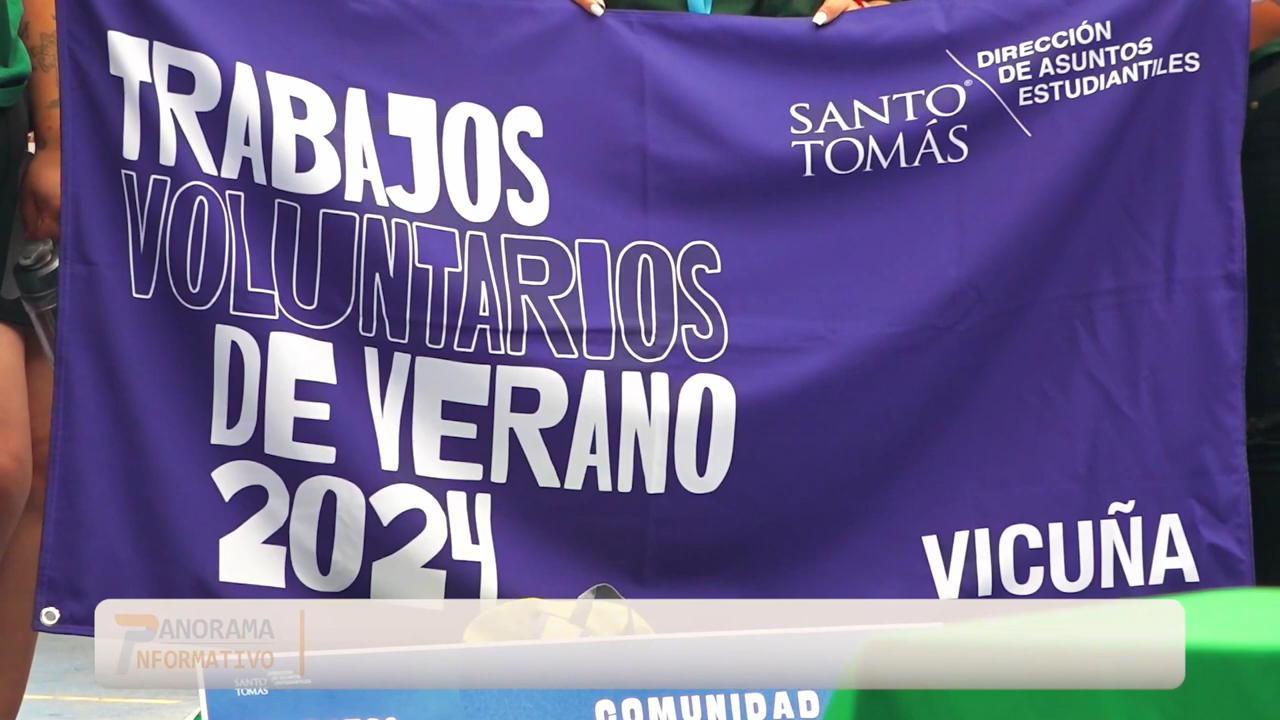 TRABAJOS
VOLUNTARIOS
DE VERANO
2024
SANTO
TOMÁS
DIRECCIÓN
DE ASUNTOS
ESTUDIANTILES
VICUÑA
PANORAMA
INFORMATIVO
SANTO
TOMÁS
COMUNIDAD